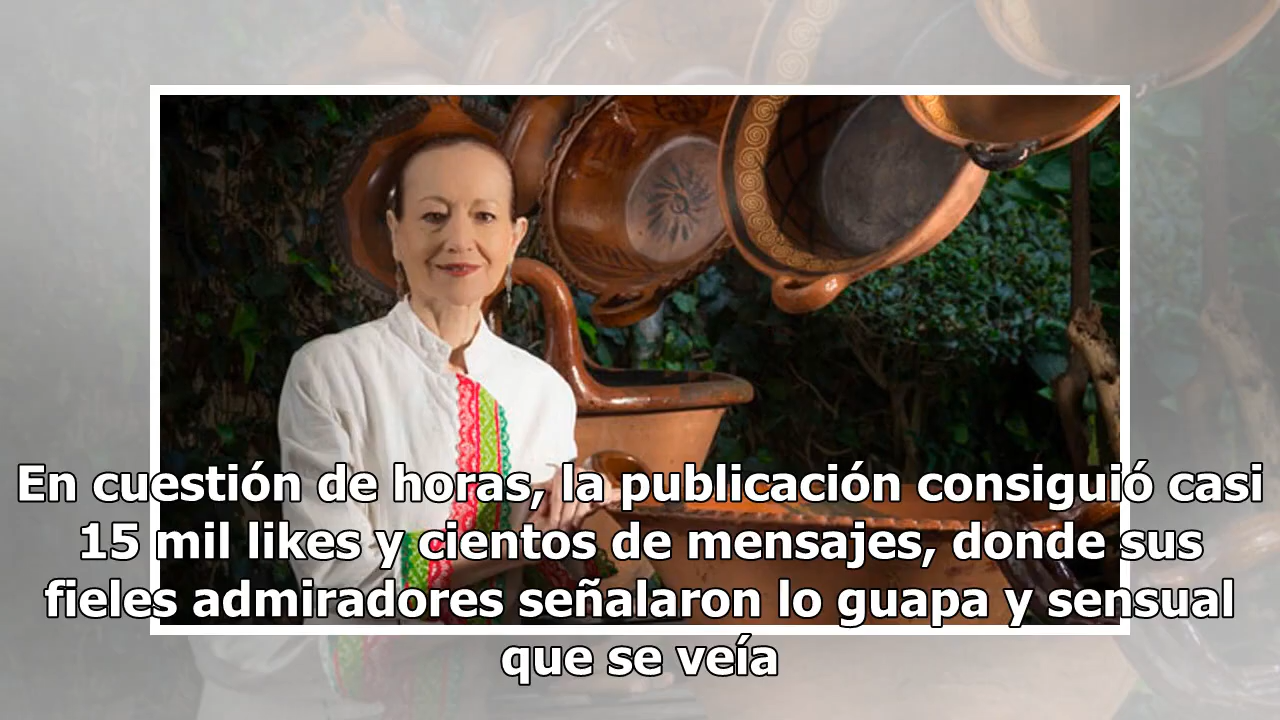 En cuestión de horas, la publicación consiguió casi
15 mil likes y cientos de mensajes, donde sus
fieles admiradores señalaron lo guapa y sensual
que se veía